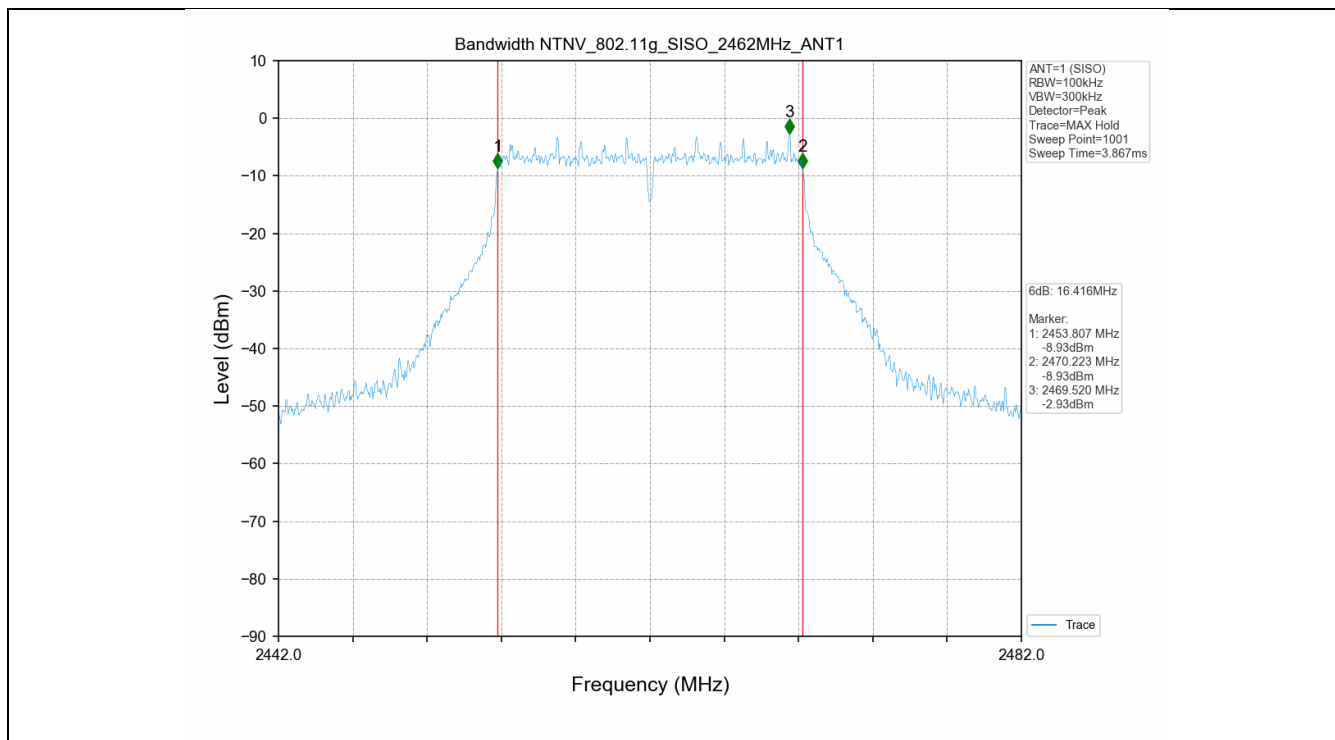 Bandwidth NTNV_802.11g_SISO_2462MHz_ANT1
10
0
−10
−20
−30
−40
−50
−60
−70
−80
−90
Level (dBm)
1
3
2
2442.0
2482.0
Frequency (MHz)
ANT=1 (SISO)
RBW=100kHz
VBW=300kHz
Detector=Peak
Trace=MAX Hold
Sweep Point=1001
Sweep Time=3.867ms
6dB: 16.416MHz
Marker:
1: 2453.807 MHz
-8.93dBm
2: 2470.223 MHz
-8.93dBm
3: 2469.520 MHz
-2.93dBm
Trace